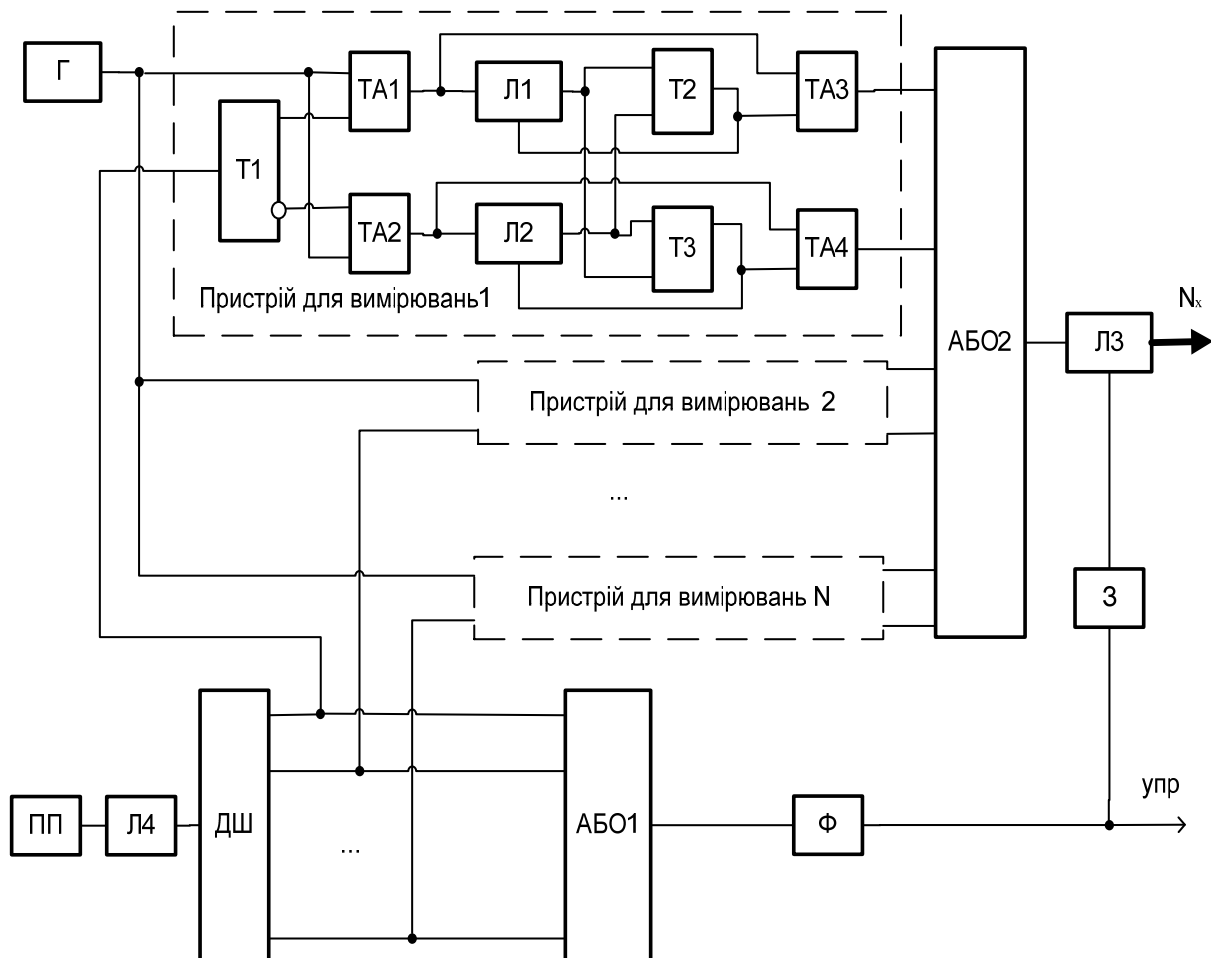 Г
ТА1
Л1
Т2
ТА3
Т1
ТА2
Л2
Т3
ТА4
Пристрій для вимірювань1
АБО2
Л3
Nx
Пристрій для вимірювань 2
...
Пристрій для вимірювань N
З
ПП
Л4
ДШ
...
АБО1
Ф
упр